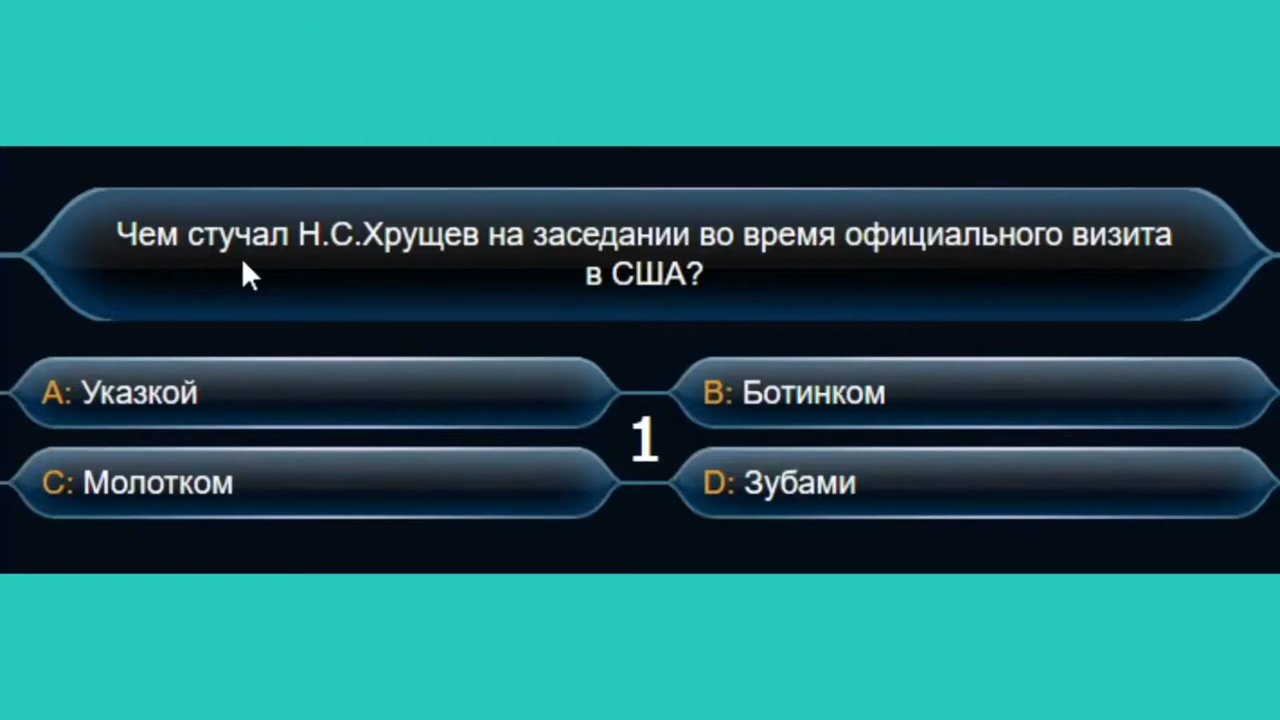 Чем стучал Н.С.Хрущев на заседании во время официального визита
в США?
A: Указкой
B: Ботинком
1
C: Молотком
D: Зубами